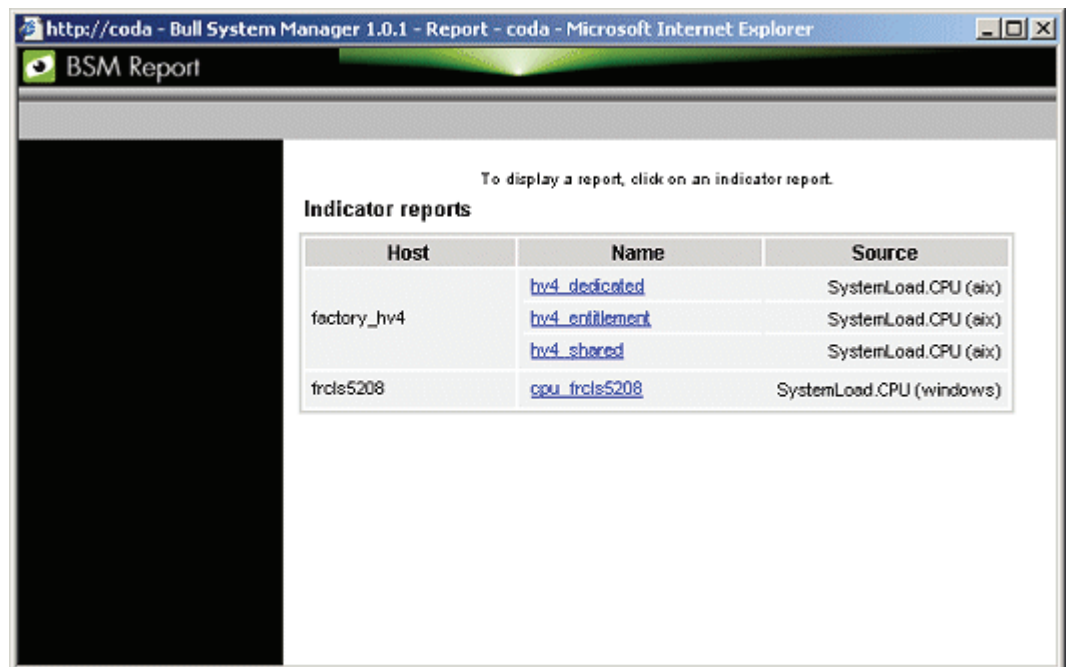 http://coda - Bull System Manager 1.0.1 - Report - coda - Microsoft Internet Explorer
BSM Report
To display a report, click on an indicator report.
Indicator reports
Host Name Source
factory_hv4
hv4_dedicated SystemLoad.CPU (aix)
hv4_entitlement SystemLoad.CPU (aix)
hv4_shared SystemLoad.CPU (aix)
frcls5208 cpu_frcls5208 SystemLoad.CPU (windows)